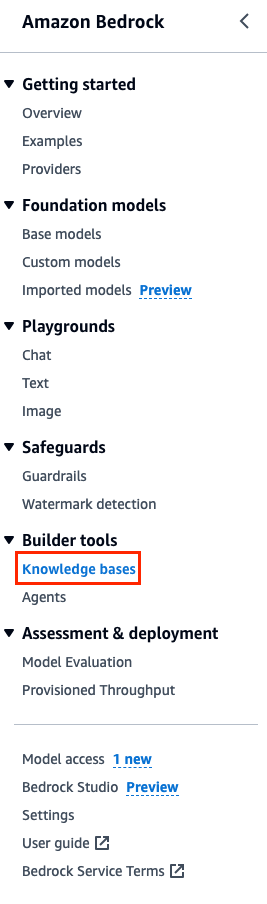 Amazon Bedrock
Getting started
Overview
Examples
Providers
Foundation models
Base models
Custom models
Imported models Preview
Playgrounds
Chat
Text
Image
Safeguards
Guardrails
Watermark detection
Builder tools
Knowledge bases
Agents
Assessment & deployment
Model Evaluation
Provisioned Throughput
Model access 1 new
Bedrock Studio Preview
Settings
User guide
Bedrock Service Terms